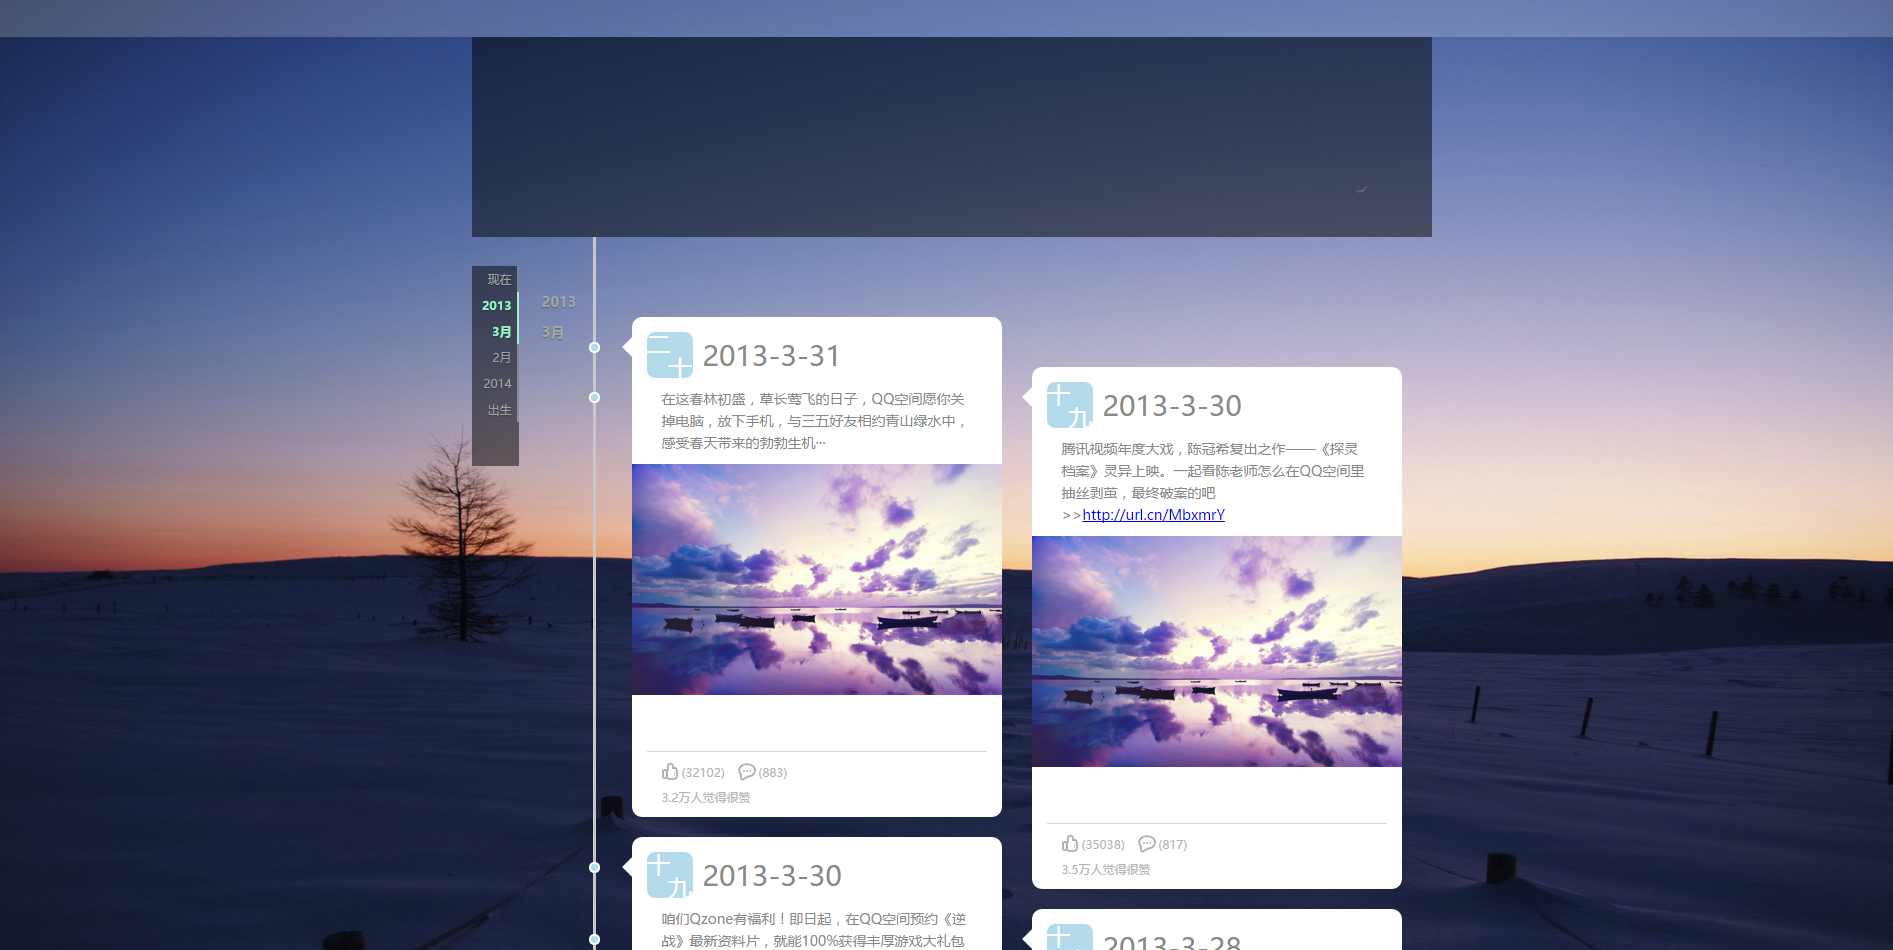 现在
2013
3月
2月
2014
出生
2013
3月
二十
2013-3-31
在这春林初盛，草长莺飞的日子，QQ空间愿你关
掉电脑，放下手机，与三五好友相约青山绿水中，
感受春天带来的勃勃生机···
(32102) (883)
3.2万人觉得很赞
十九
2013-3-30
腾讯视频年度大戏，陈冠希复出之作——《探灵
档案》灵异上映。一起看陈老师怎么在QQ空间里
抽丝剥茧，最终破案的吧
>>http://url.cn/MbxmrY
(35038) (817)
3.5万人觉得很赞
十九
2013-3-30
咱们Qzone有福利！即日起，在QQ空间预约《逆
战》最新资料片，就能100%获得丰厚游戏大礼包
十
2013-3-28